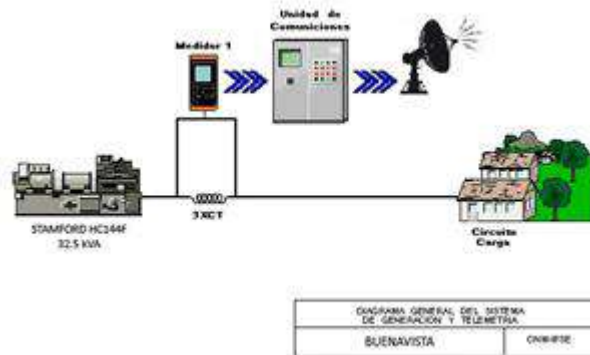 Unidad de
Comuniciones
Medidor 1
STAMFORD HC144F
32.5 kVA
3XCT
Circuito
Carga
DIAGRAMA GENERAL DEL SISTEMA
DE GENERACION Y TELEMETRIA
BUENAVISTA